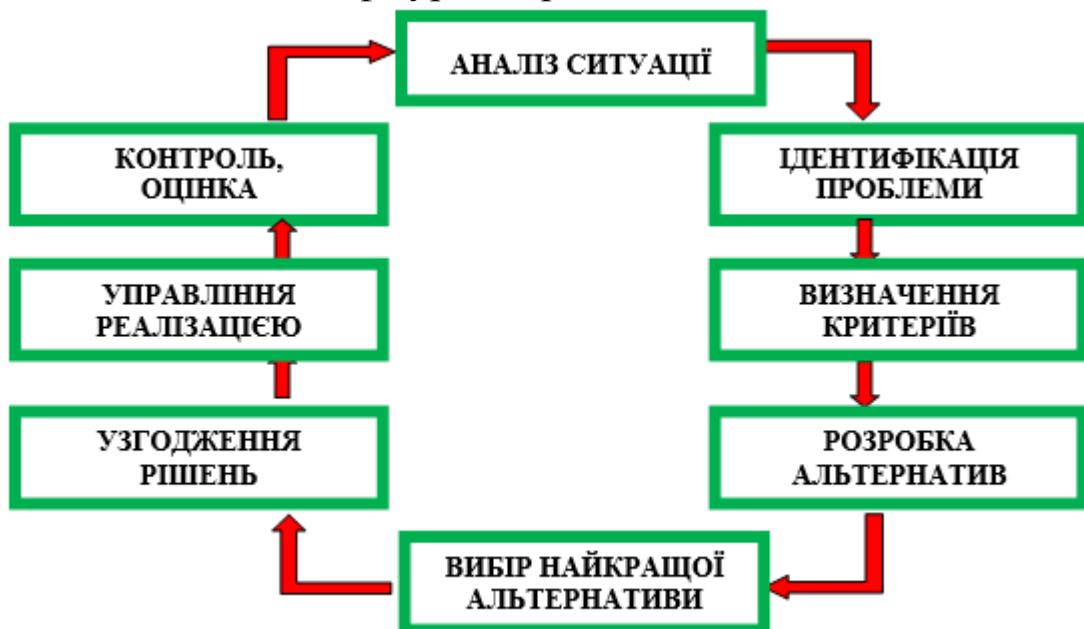 АНАЛІЗ СИТУАЦІЇ
ІДЕНТИФІКАЦІЯ
ПРОБЛЕМИ
ВИЗНАЧЕННЯ
КРИТЕРІЇВ
РОЗРОБКА
АЛЬТЕРНАТИВ
ВИБІР НАЙКРАЩОЇ
АЛЬТЕРНАТИВИ
УЗГОДЖЕННЯ
РІШЕНЬ
УПРАВЛІННЯ
РЕАЛІЗАЦІЄЮ
КОНТРОЛЬ,
ОЦІНКА